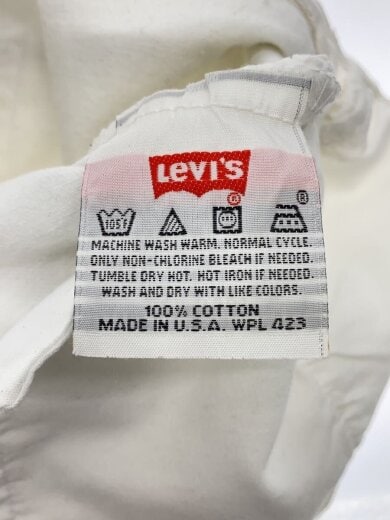 LEVI'S
®
105F
®
MACHINE WASH WARM. NORMAL CYCLE.
ONLY NON-CHLORINE BLEACH IF NEEDED.
TUMBLE DRY HOT. HOT IRON IF NEEDED.
WASH AND DRY WITH LIKE COLORS.
100% COTTON
MADE IN U.S.A. WPL 423